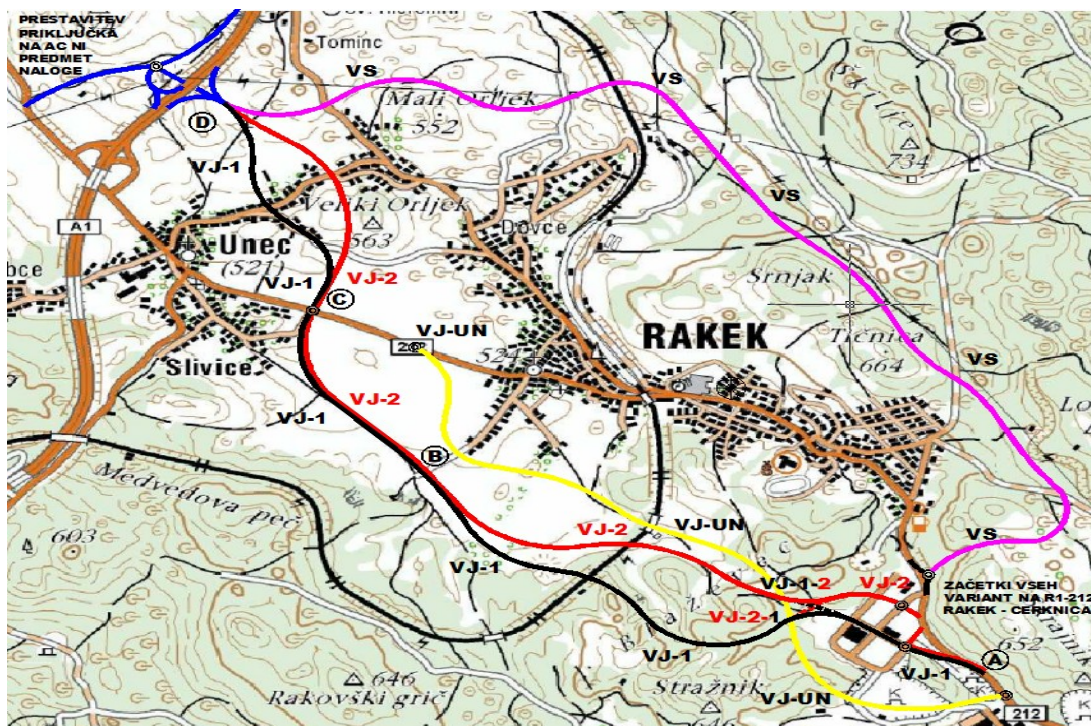 PRESTAVITEV
PRIKLJUČKA
NA AC NI
PREDMET
NALOGE
Tominc
VS
VS
Mali Orljek
552
D
VJ-1
Škrilje
734
VS
A1
Veliki Orljek
563
Unec
(521)
Dovce
VJ-1
VJ-2
C
Srnjak
VJ-UN
RAKEK
Tičnica
664
VS
Slivice
VJ-1
VJ-2
B
Medvedova peč
603
VJ-2
VJ-UN
VJ-1
VS
VJ-1-2
VJ-2
ZAČETKI VSEH
VARIANT NA R1-212
RAKEK - CERKNICA
VJ-2-1
652
VJ-1
A
VJ-1
646
Rakovški grič
Stražnik
VJ-UN
212